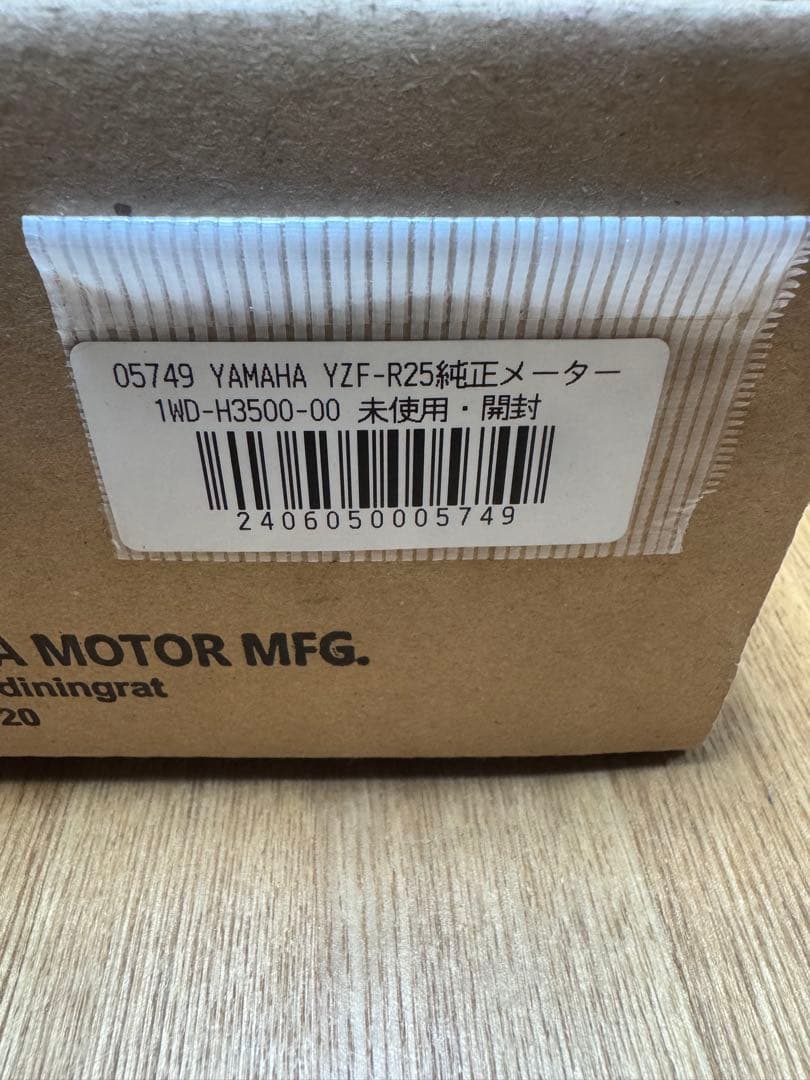 05749 YAMAHA YZF-R25純正メーター
1WD-H3500-00 未使用・開封
2406050005749
A MOTOR MFG.
diningrat
20